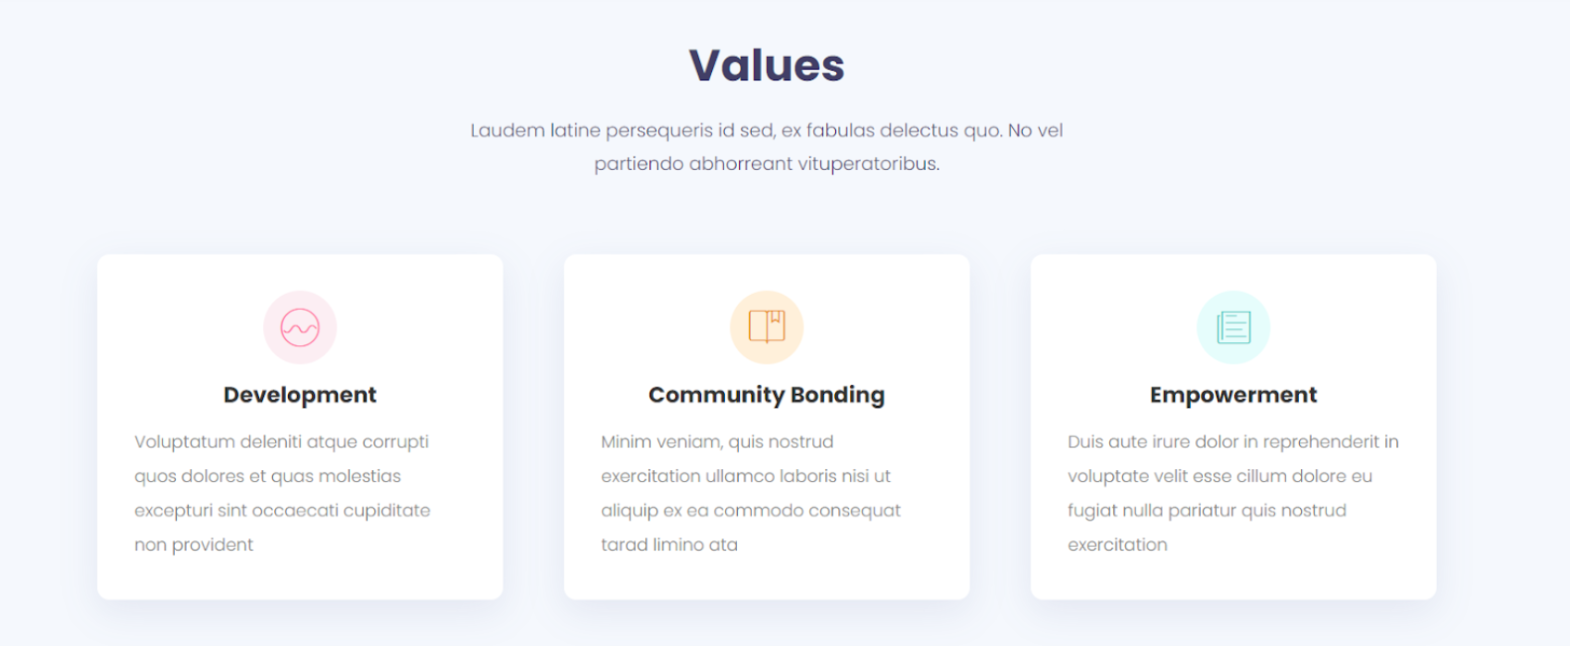 Values
Laudem latine persequeris id sed, ex fabulas delectus quo. No vel
partiendo abhorreant vituperatoribus.
Development
Voluptatum deleniti atque corrupti
quos dolores et quas molestias
excepturi sint occaecati cupiditate
non provident
Community Bonding
Minim veniam, quis nostrud
exercitation ullamco laboris nisi ut
aliquip ex ea commodo consequat
tarad limino ata
Empowerment
Duis aute irure dolor in reprehenderit in
voluptate velit esse cillum dolore eu
fugiat nulla pariatur quis nostrud
exercitation